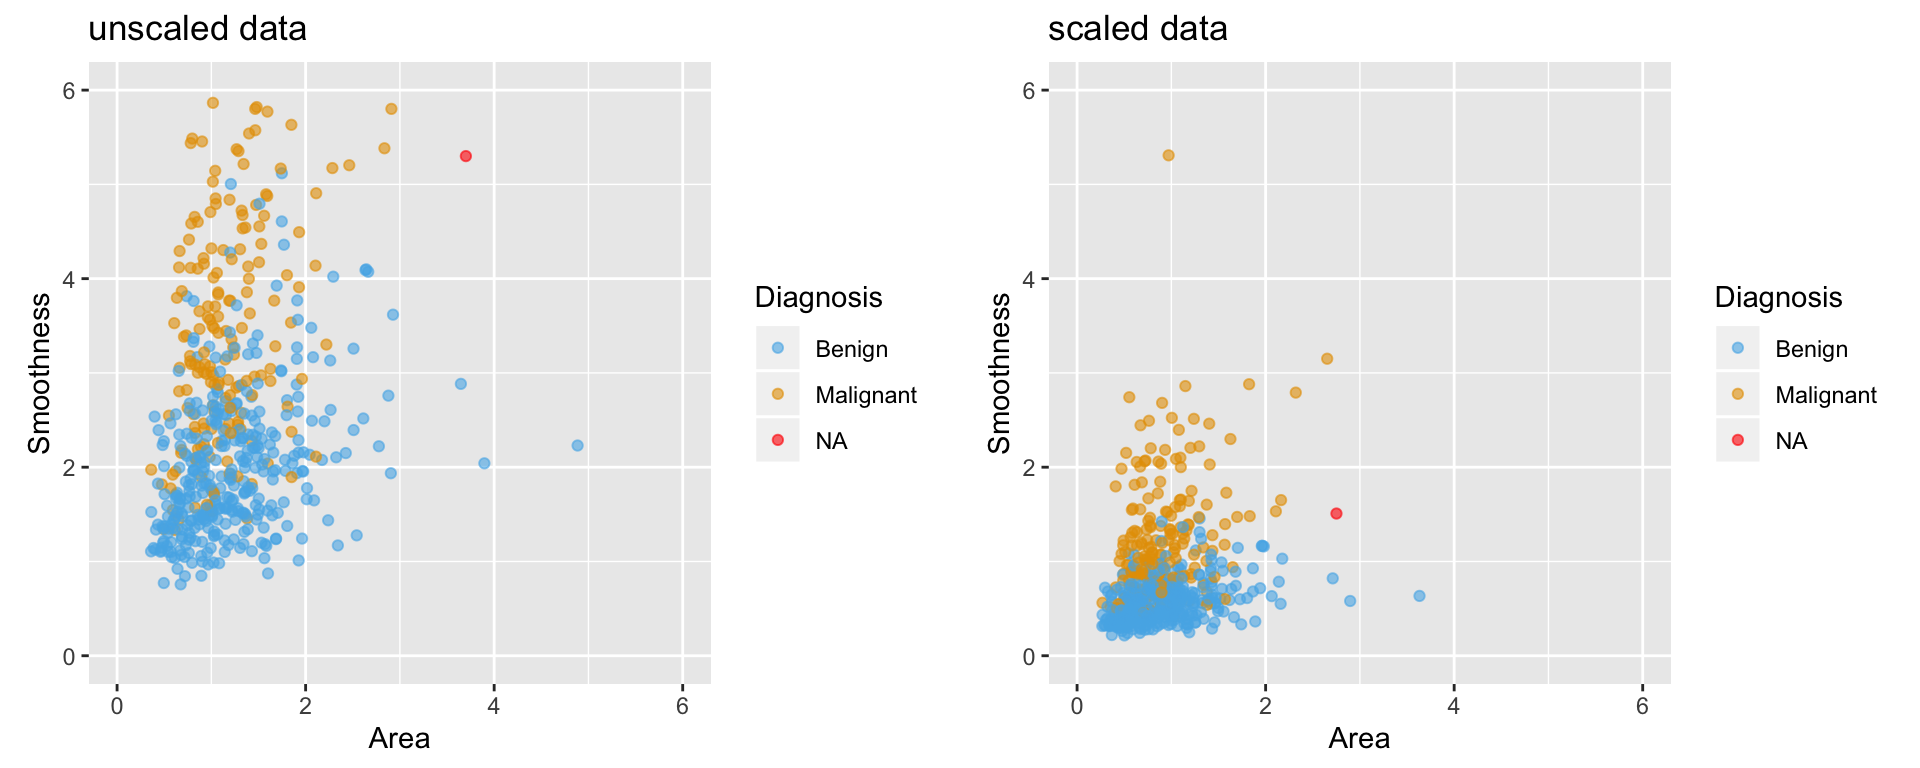 unscaled data
6
4
2
0
0 2 4 6
Smoothness
Area
Diagnosis
Benign
Malignant
NA
scaled data
6
4
2
0
0 2 4 6
Smoothness
Area
Diagnosis
Benign
Malignant
NA